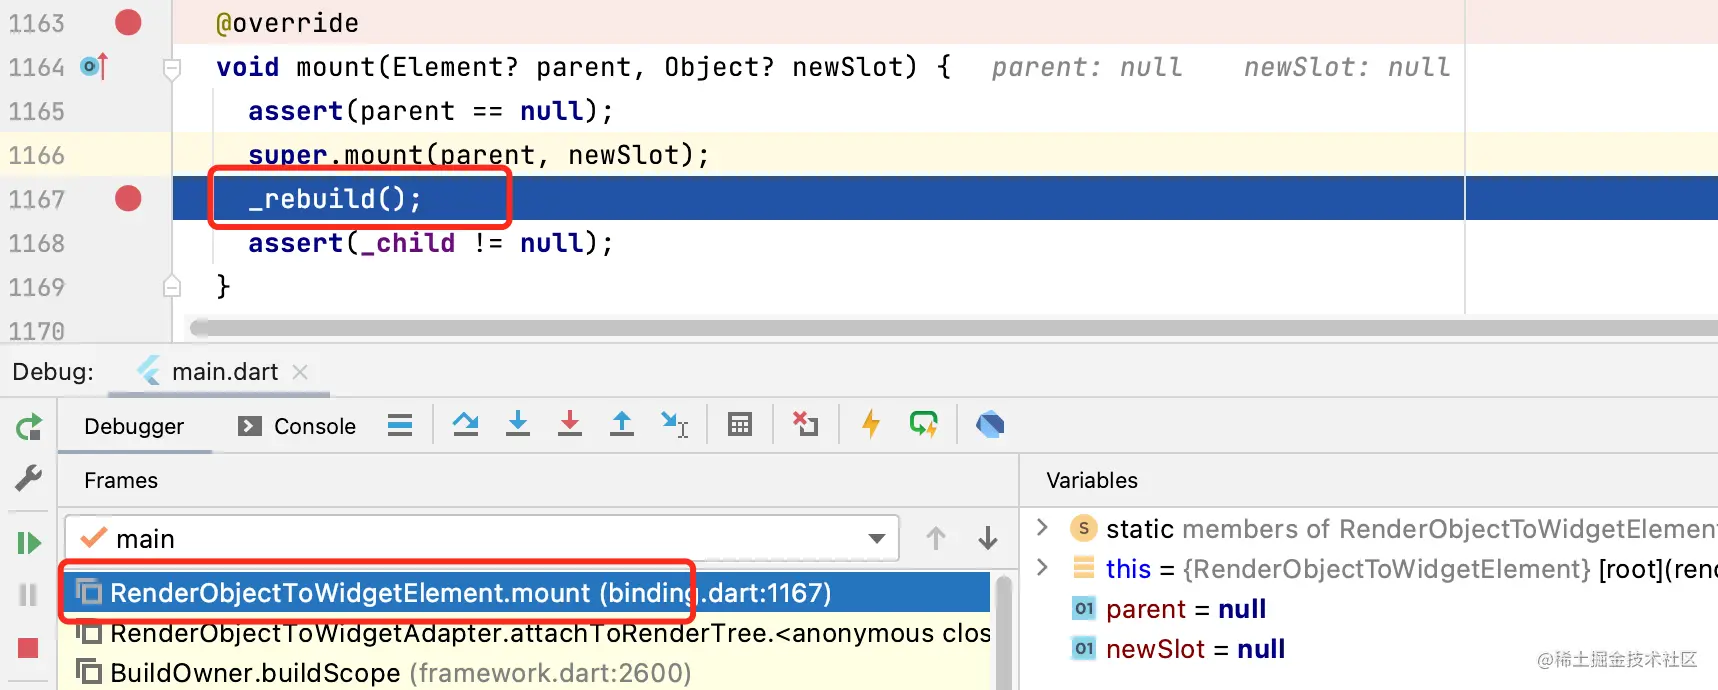 1163 @override
1164 void mount(Element? parent, Object? newSlot) { parent: null newSlot: null
1165 assert(parent == null);
1166 super.mount(parent, newSlot);
1167 _rebuild();
1168 assert(_child != null);
1169 }
1170
Debug: main.dart
Debugger Console
Frames
main
RenderObjectToWidgetElement.mount (binding.dart:1167)
RenderObjectToWidgetAdapter.attachToRenderTree.<anonymous clos
BuildOwner.buildScope (framework.dart:2600)
Variables
S static members of RenderObjectToWidgetElement
this = {RenderObjectToWidgetElement} [root](ren
01 parent = null
01 newSlot = null
@稀土掘金技术社区